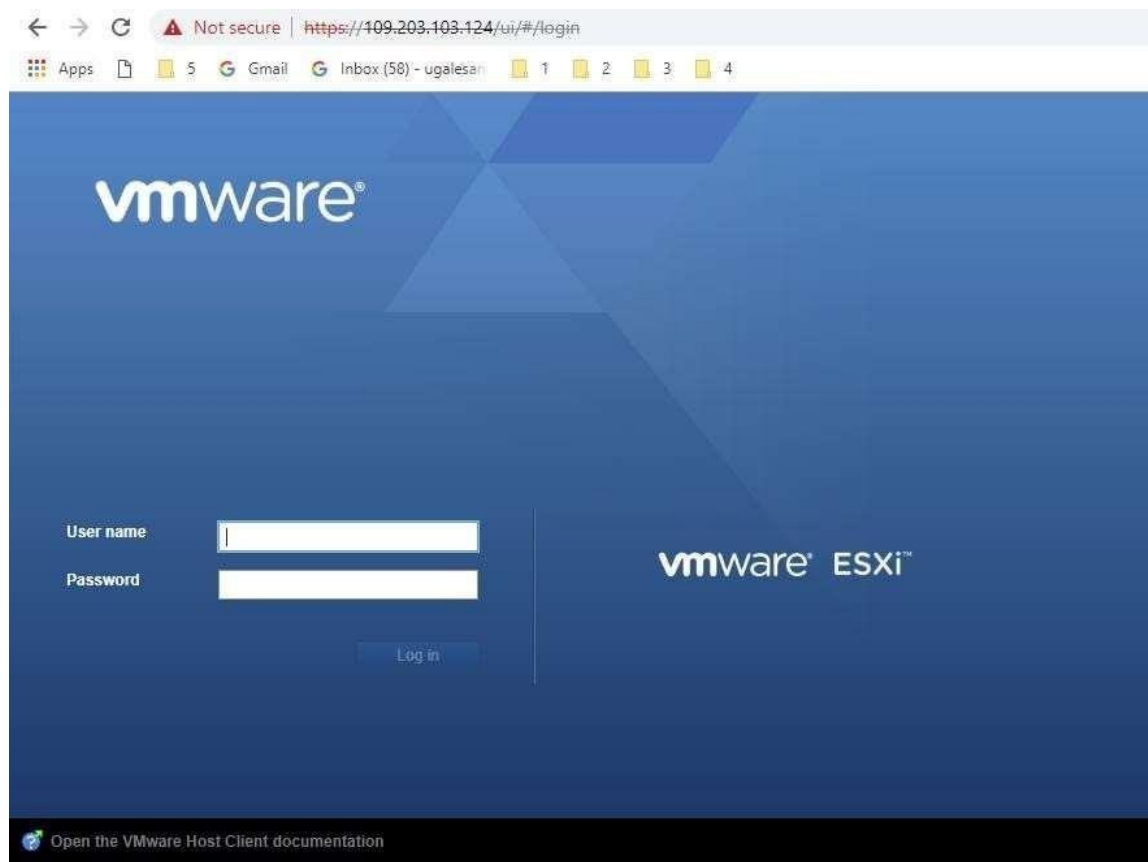 Not secure | https://109.203.103.124/ui/#/login
Apps 5 Gmail Inbox (58) - ugalesan 1 2 3 4
vmware®
User name
Password
vmware® ESXi™
Log in
Open the VMware Host Client documentation